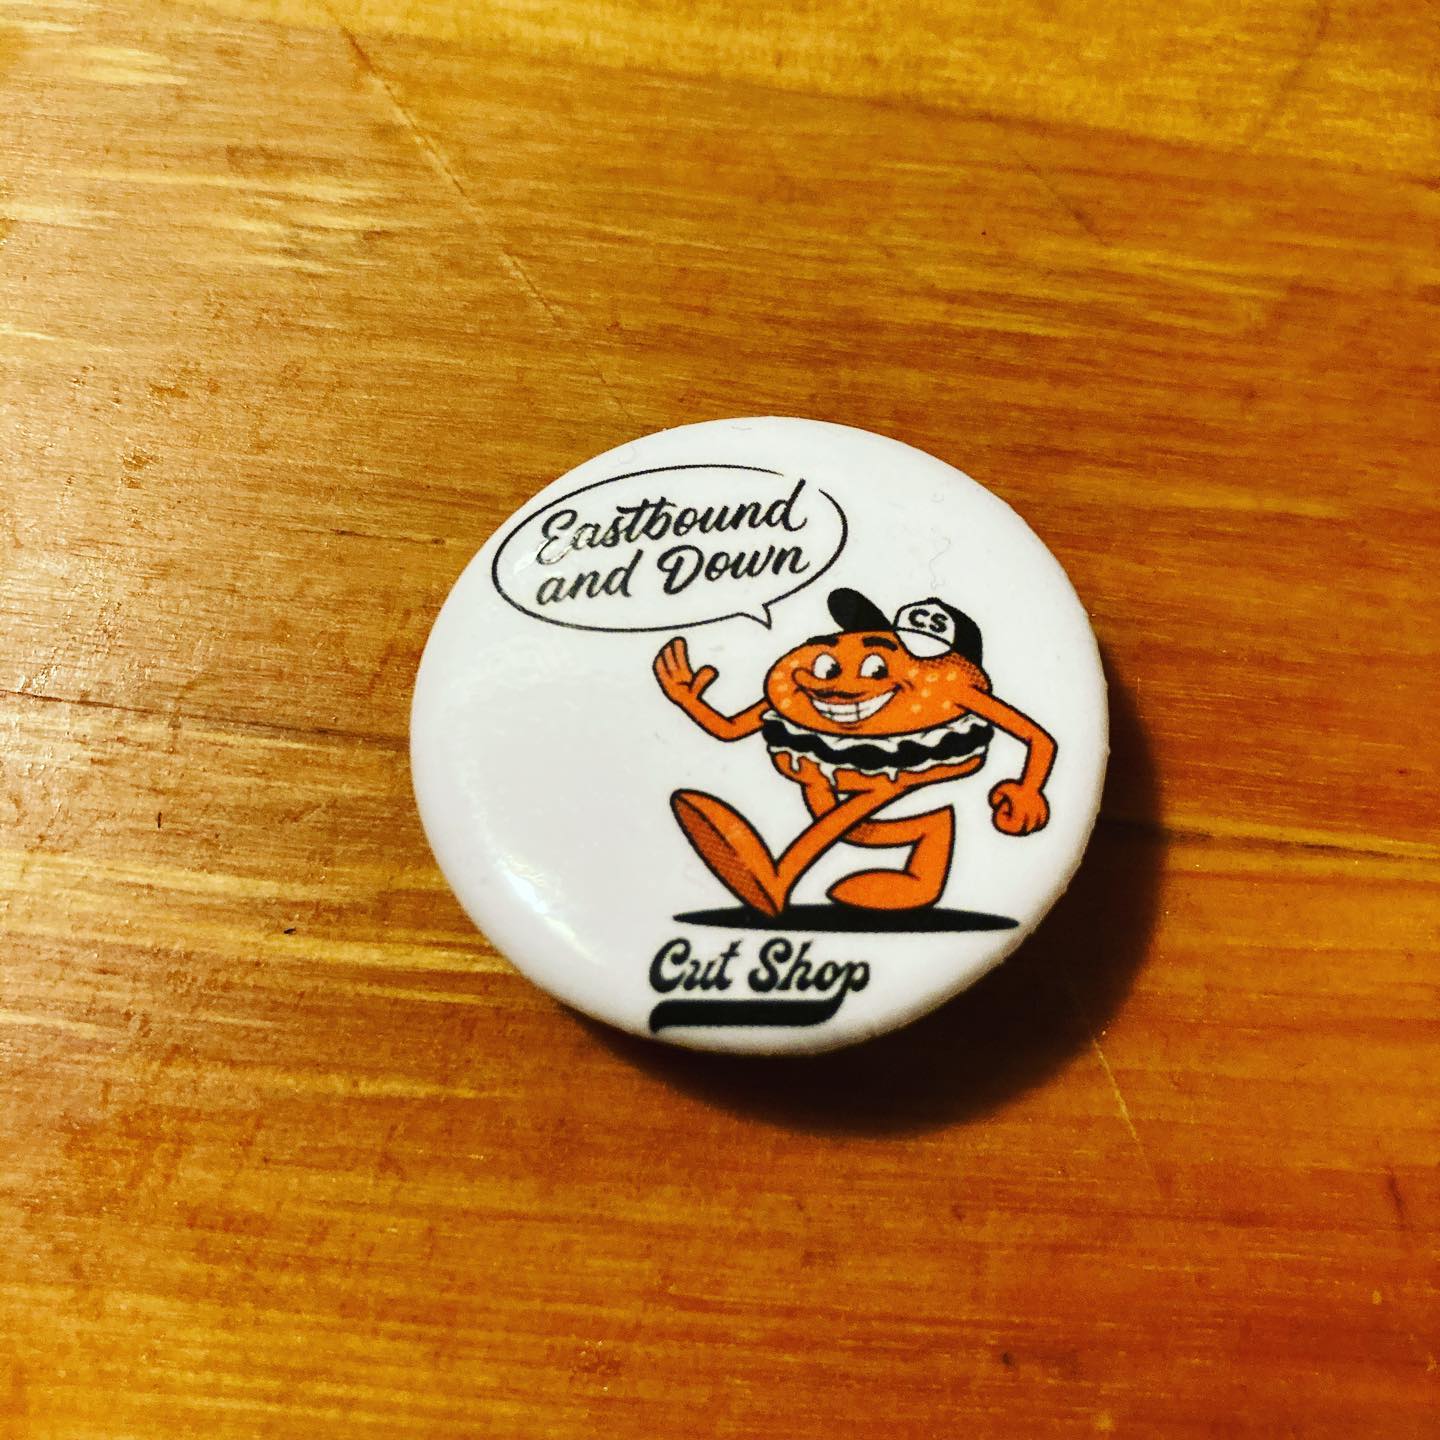 Eastbound
and Down
CS
Cut Shop